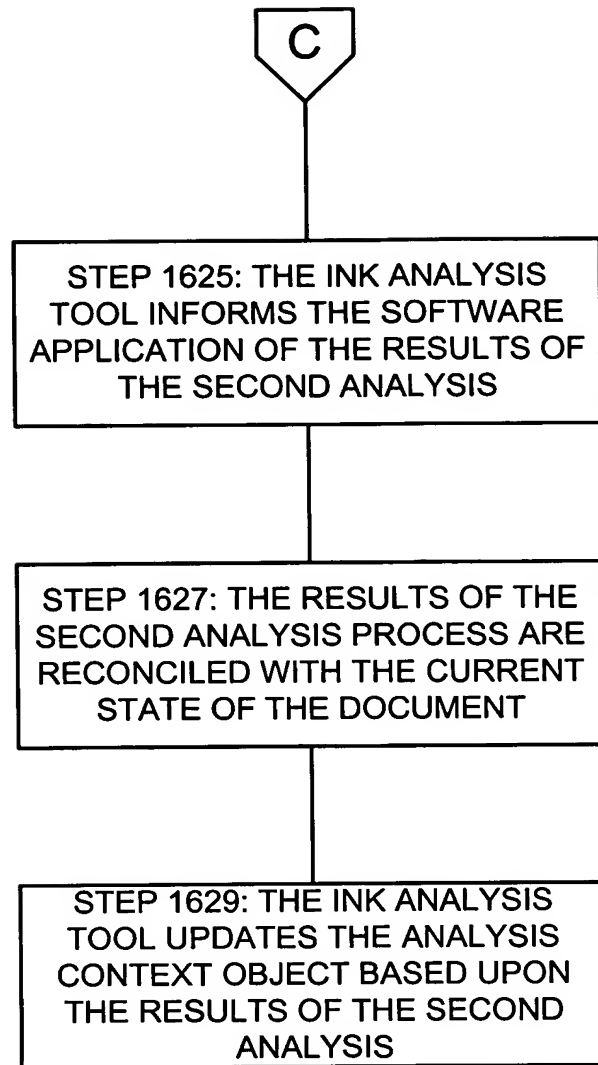 C
STEP 1625: THE INK ANALYSIS
TOOL INFORMS THE SOFTWARE
APPLICATION OF THE RESULTS OF
THE SECOND ANALYSIS
STEP 1627: THE RESULTS OF THE
SECOND ANALYSIS PROCESS ARE
RECONCILED WITH THE CURRENT
STATE OF THE DOCUMENT
STEP 1629: THE INK ANALYSIS
TOOL UPDATES THE ANALYSIS
CONTEXT OBJECT BASED UPON
THE RESULTS OF THE SECOND
ANALYSIS